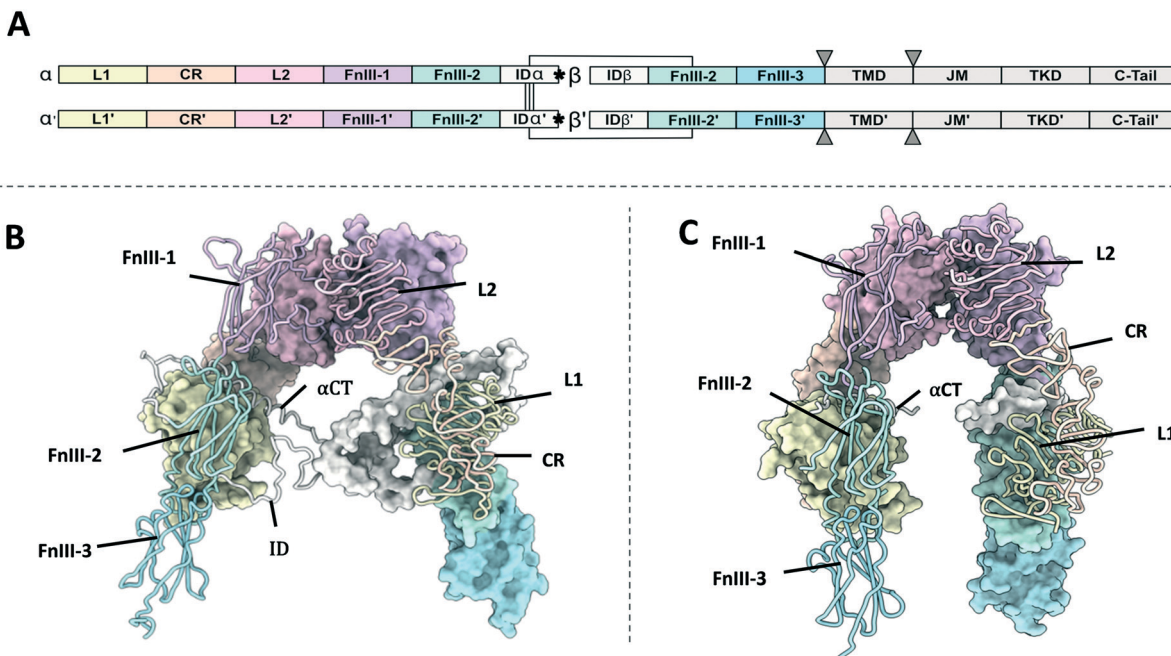 A
α L1 CR L2 FnIII-1 FnIII-2 IDα * β IDβ FnIII-2 FnIII-3 TMD JM TKD C-Tail
α' L1' CR' L2' FnIII-1' FnIII-2' IDα' * β' IDβ' FnIII-2' FnIII-3' TMD' JM' TKD' C-Tail'
B
FnIII-1
L2
αCT
L1
FnIII-2
CR
FnIII-3
ID
C
FnIII-1
L2
CR
FnIII-2
αCT
L1
FnIII-3